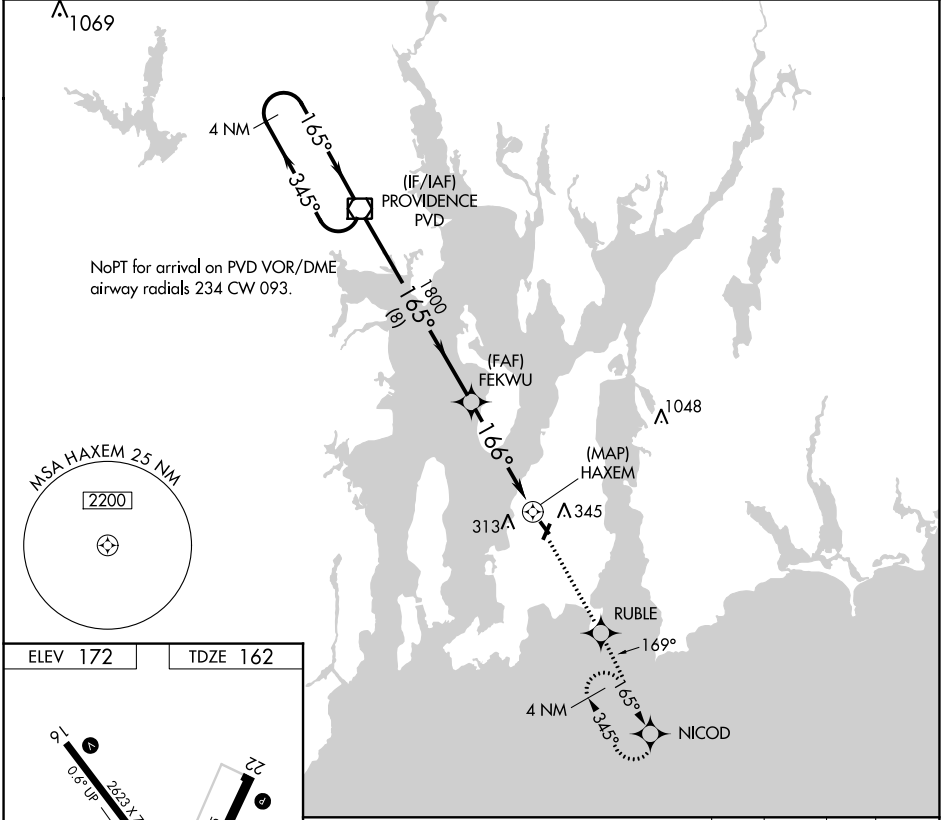 1069
4 NM
165°
345°
(IF/IAF)
PROVIDENCE
PVD
NoPT for arrival on PVD VOR/DME
airway radials 234 CW 093.
1800
165°
(8)
(FAF)
FEKWU
166°
1048
(MAP)
HAXEM
313
345
MSA HAXEM 25 NM
2200
RUBLE
169°
165°
4 NM
345°
NICOD
ELEV 172
TDZE 162
16
V
0.6° UP
2623 X 7
22
P